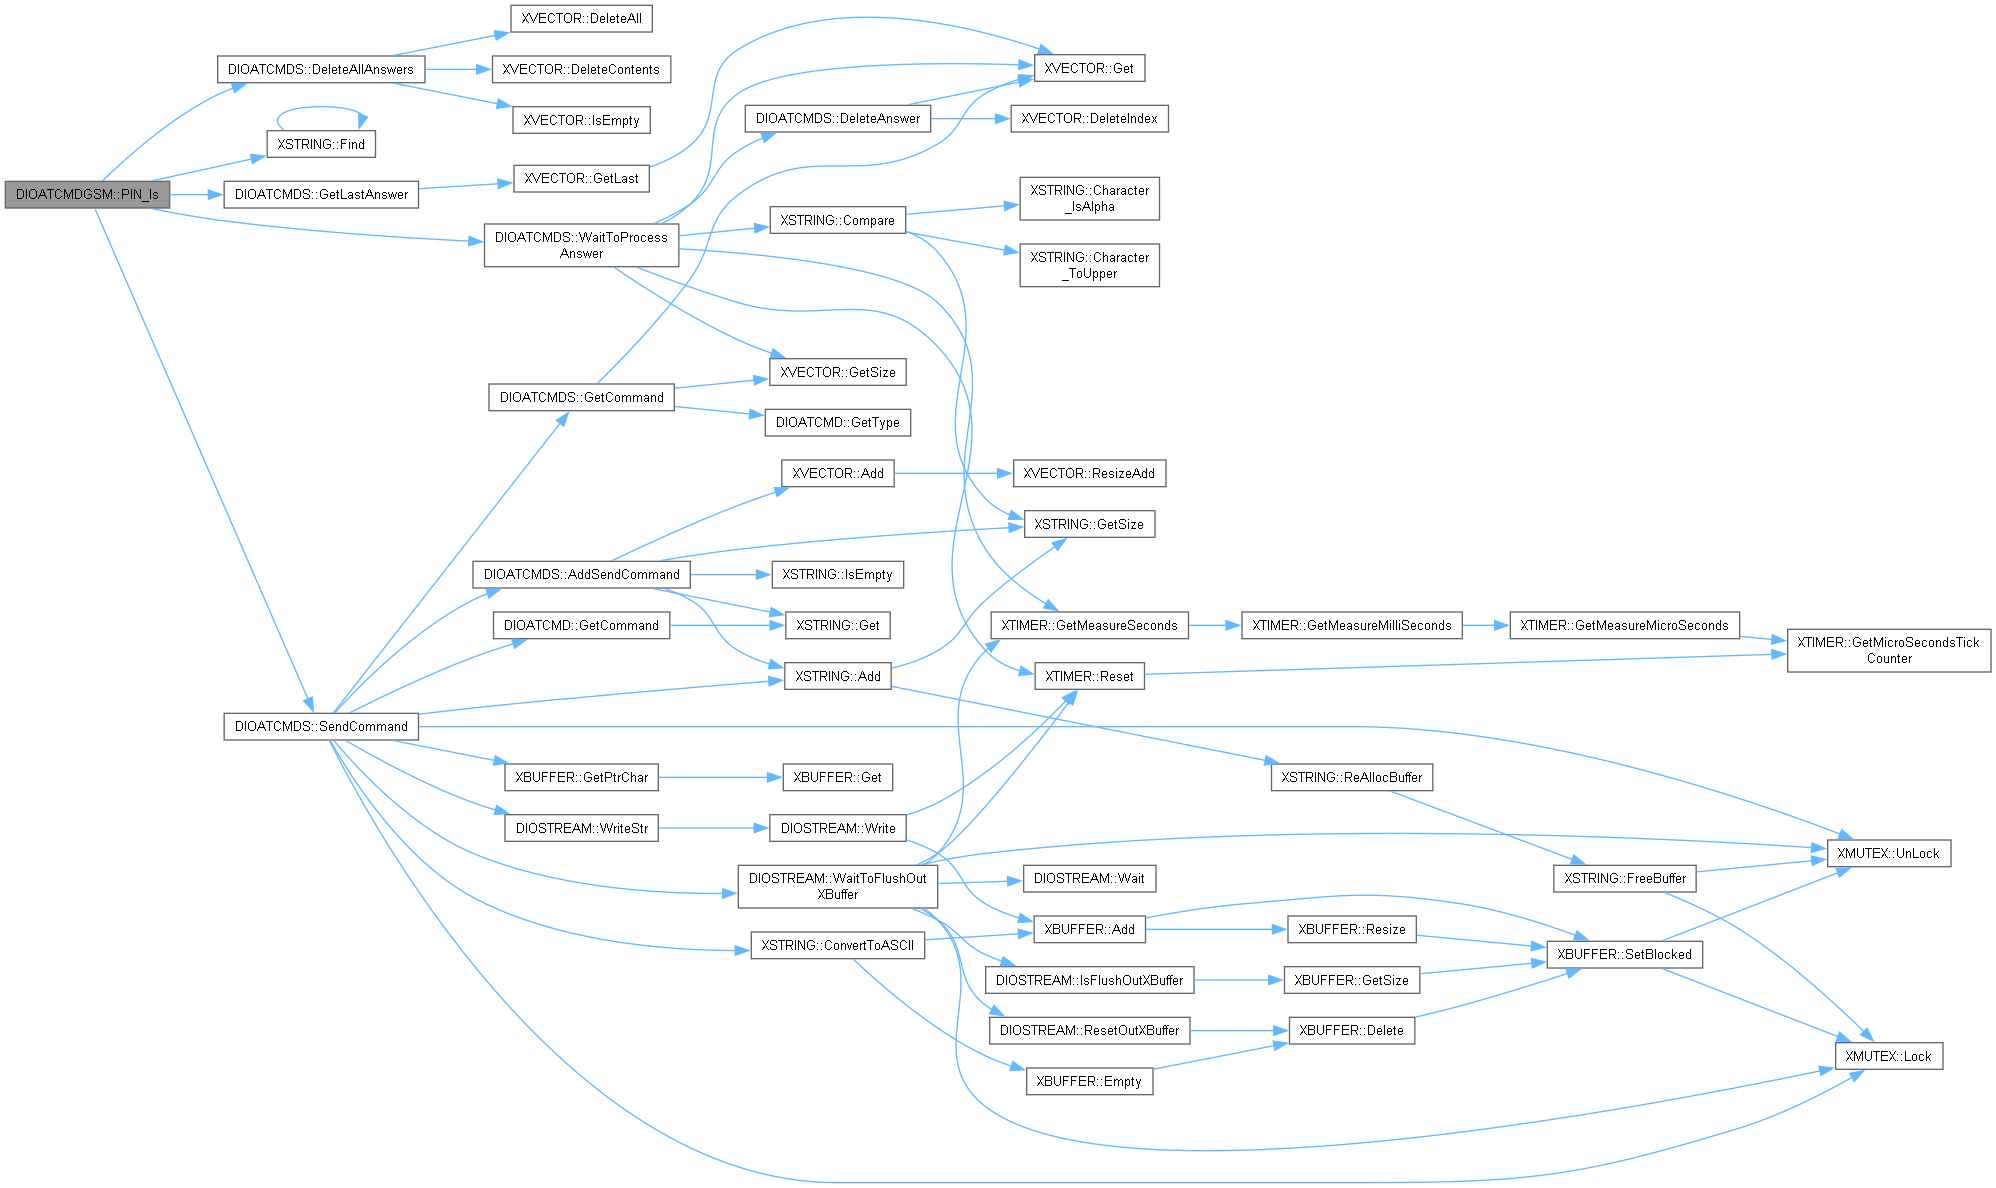 XVECTOR::DeleteAll
DIOATCMDS::DeleteAllAnswers
XVECTOR::DeleteContents
XVECTOR::Get
XVECTOR::IsEmpty
DIOATCMDS::DeleteAnswer
XVECTOR::DeleteIndex
XSTRING::Find
XVECTOR::GetLast
DIOATCMDGSM::PIN_Is
DIOATCMDS::GetLastAnswer
XSTRING::Character
_IsAlpha
XSTRING::Compare
DIOATCMDS::WaitToProcess
Answer
XSTRING::Character
_ToUpper
XVECTOR::GetSize
DIOATCMDS::GetCommand
DIOATCMD::GetType
XVECTOR::Add
XVECTOR::ResizeAdd
XSTRING::GetSize
DIOATCMDS::AddSendCommand
XSTRING::IsEmpty
DIOATCMD::GetCommand
XSTRING::Get
XTIMER::GetMeasureSeconds
XTIMER::GetMeasureMilliSeconds
XTIMER::GetMeasureMicroSeconds
XTIMER::GetMicroSecondsTick
Counter
XSTRING::Add
XTIMER::Reset
DIOATCMDS::SendCommand
XBUFFER::GetPtrChar
XBUFFER::Get
XSTRING::ReAllocBuffer
DIOSTREAM::WriteStr
DIOSTREAM::Write
XMUTEX::UnLock
DIOSTREAM::WaitToFlushOut
XBuffer
DIOSTREAM::Wait
XSTRING::FreeBuffer
XSTRING::ConvertToASCII
XBUFFER::Add
XBUFFER::Resize
XBUFFER::SetBlocked
DIOSTREAM::IsFlushOutXBuffer
XBUFFER::GetSize
DIOSTREAM::ResetOutXBuffer
XBUFFER::Delete
XMUTEX::Lock
XBUFFER::Empty